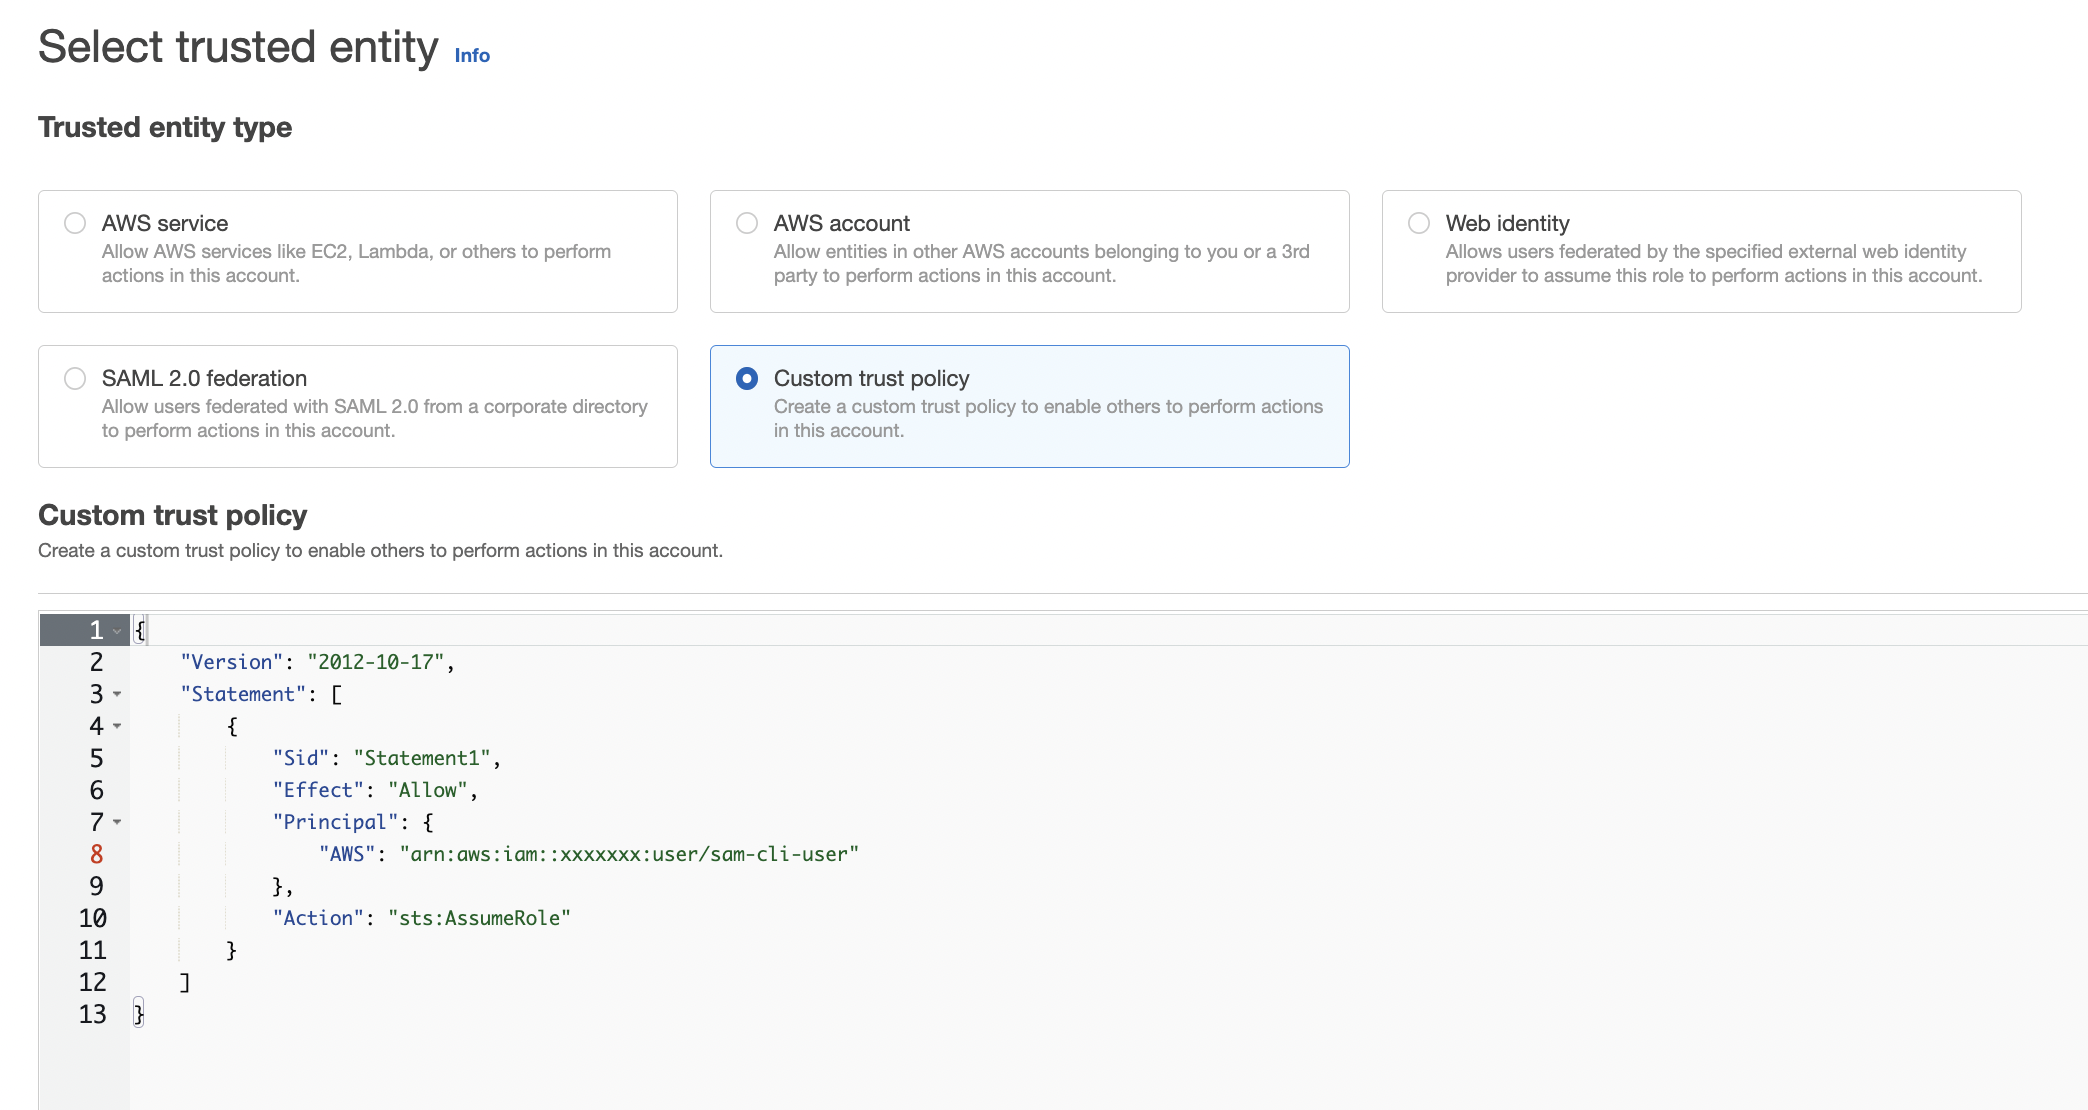 Select trusted entity Info
Trusted entity type
AWS service
Allow AWS services like EC2, Lambda, or others to perform
actions in this account.
AWS account
Allow entities in other AWS accounts belonging to you or a 3rd
party to perform actions in this account.
Web identity
Allows users federated by the specified external web identity
provider to assume this role to perform actions in this account.
SAML 2.0 federation
Allow users federated with SAML 2.0 from a corporate directory
to perform actions in this account.
Custom trust policy
Create a custom trust policy to enable others to perform actions
in this account.
Custom trust policy
Create a custom trust policy to enable others to perform actions in this account.
1 {
2     "Version": "2012-10-17",
3     "Statement": [
4         {
5             "Sid": "Statement1",
6             "Effect": "Allow",
7             "Principal": {
8                 "AWS": "arn:aws:iam::xxxxxxx:user/sam-cli-user"
9             },
10             "Action": "sts:AssumeRole"
11         }
12     ]
13 }